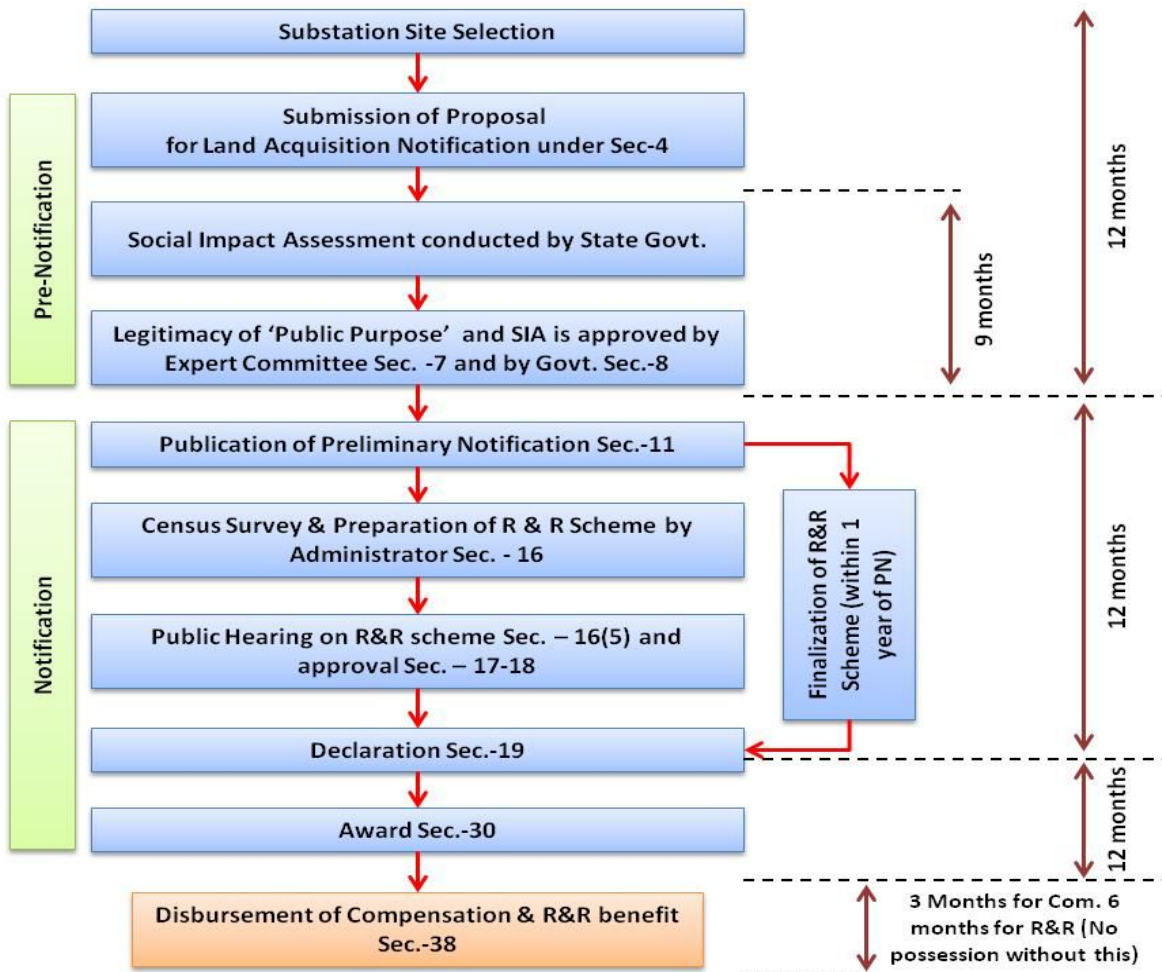 Substation Site Selection
Pre-Notification
Submission of Proposal
for Land Acquisition Notification under Sec-4
Social Impact Assessment conducted by State Govt.
Legitimacy of ‘Public Purpose’ and SIA is approved by
Expert Committee Sec. -7 and by Govt. Sec.-8
9 months
12 months
Notification
Publication of Preliminary Notification Sec.-11
Census Survey & Preparation of R & R Scheme by
Administrator Sec. - 16
Public Hearing on R&R scheme Sec. – 16(5) and
approval Sec. – 17-18
Finalization of R&R
Scheme (within 1
year of PN)
12 months
Declaration Sec.-19
Award Sec.-30
12 months
Disbursement of Compensation & R&R benefit
Sec.-38
3 Months for Com. 6
months for R&R (No
possession without this)